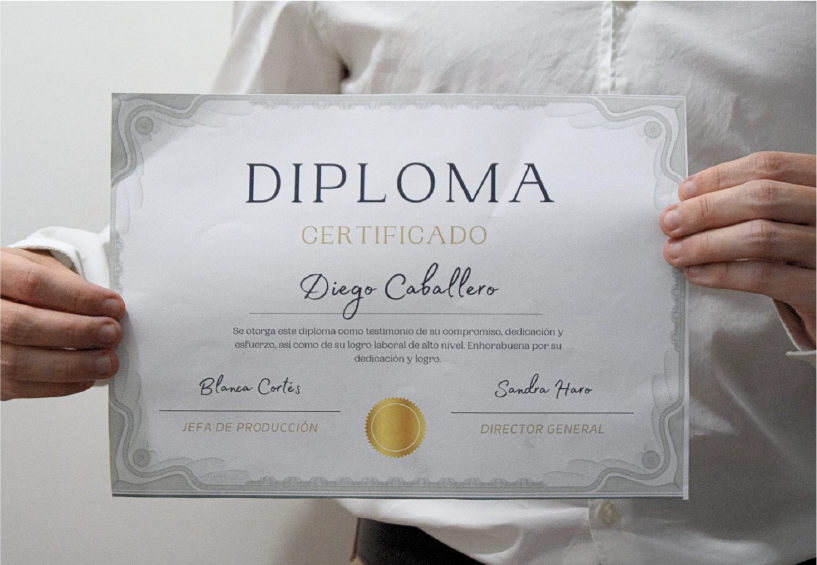 DIPLOMA
CERTIFICADO
Diego Caballero
Se otorga este diploma como testimonio de su compromiso, dedicación y
esfuerzo, asi como de su logro laboral de alto nivel. Enhorabuena por su
dedicación y logro.
Blanca Cortés
Sandra Haro
JEFA DE PRODUCCIÓN
DIRECTOR GENERAL